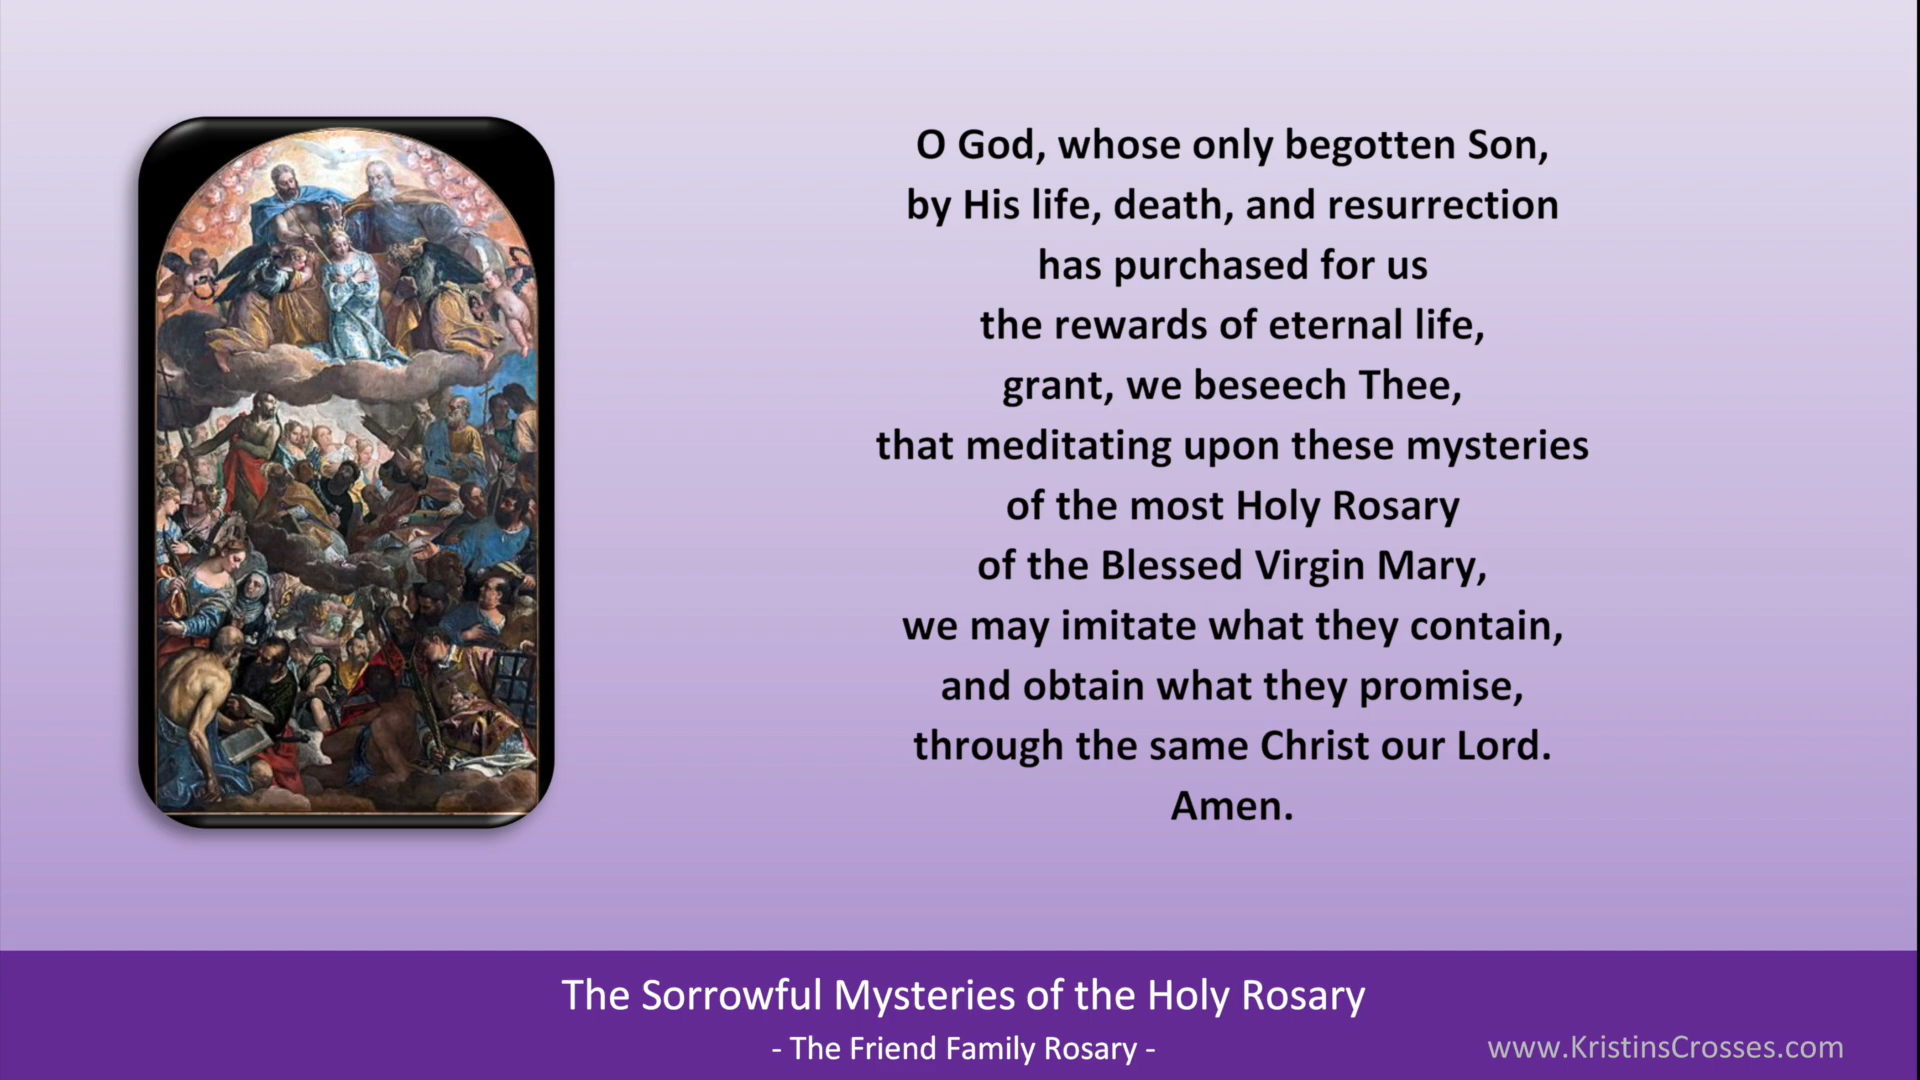 O God, whose only begotten Son,
by His life, death, and resurrection
has purchased for us
the rewards of eternal life,
grant, we beseech Thee,
that meditating upon these mysteries
of the most Holy Rosary
of the Blessed Virgin Mary,
we may imitate what they contain,
and obtain what they promise,
through the same Christ our Lord.
Amen.
The Sorrowful Mysteries of the Holy Rosary
- The Friend Family Rosary -
www.KristinsCrosses.com